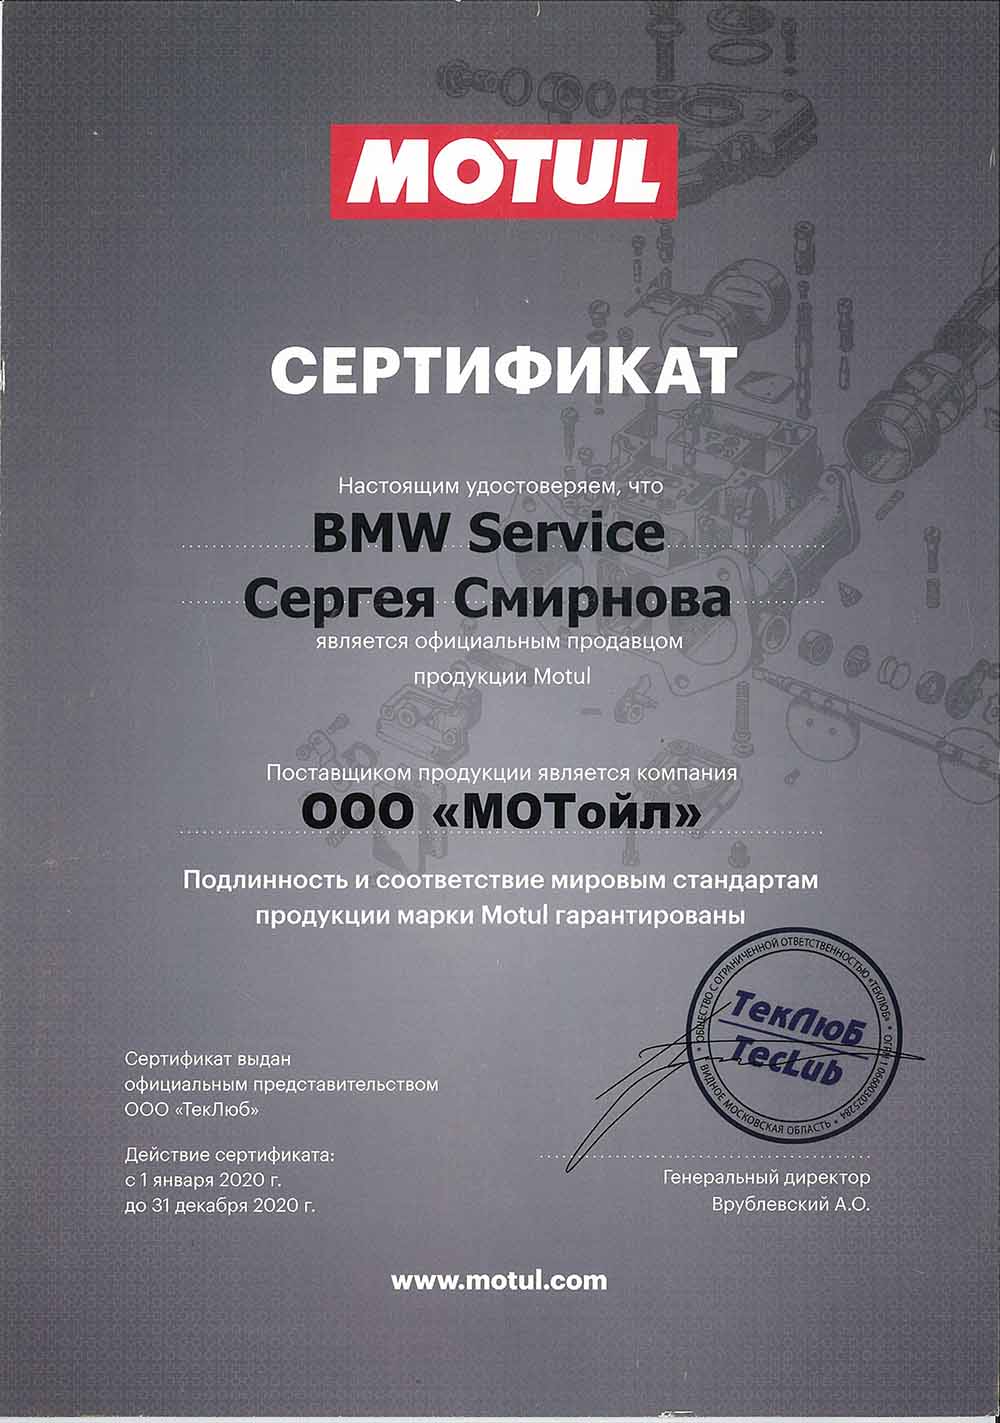 MOTUL
СЕРТИФИКАТ
Настоящим удостоверяем, что
BMW Service
Сергея Смирнова
является официальным продавцом
продукции Motul
Поставщиком продукции является компания
ООО «МОТойл»
Подлинность и соответствие мировым стандартам
продукции марки Motul гарантированы
ОБЩЕСТВО С ОГРАНИЧЕННОЙ ОТВЕТСТВЕННОСТЬЮ «ТЕКЛЮБ»
ТекЛюБ
TecLub
Г. ВИДНОЕ МОСКОВСКАЯ ОБЛАСТЬ
Сертификат выдан
официальным представительством
ООО «ТекЛюб»
Действие сертификата:
с 1 января 2020 г.
до 31 декабря 2020 г.
Генеральный директор
Врублевский А.О.
www.motul.com